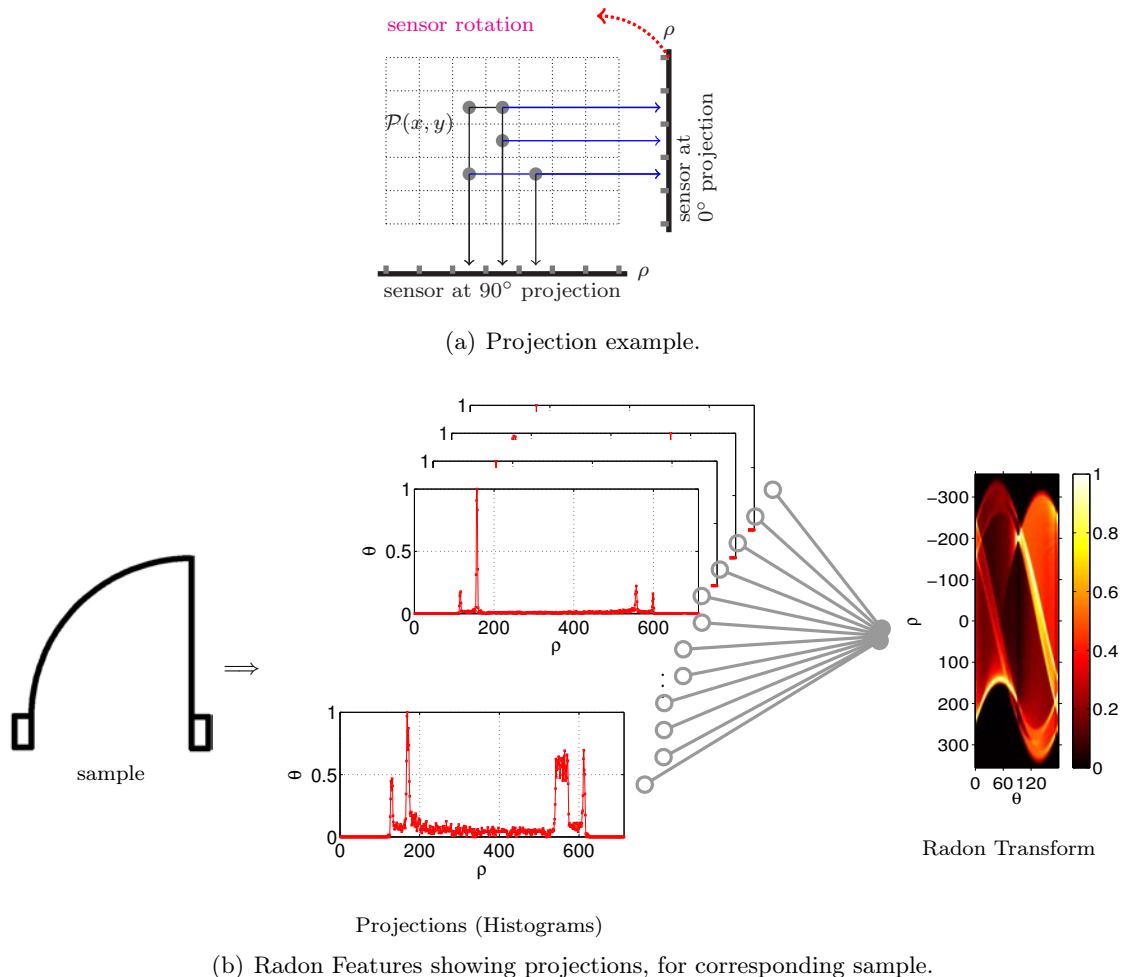 sensor rotation
ρ
P(x, y)
sensor at
0° projection
ρ
sensor at 90° projection
(a) Projection example.
1
1
1
1
0.5
0
θ
0 200 400 600
ρ
1
0.5
0
θ
0 200 400 600
ρ
⟹
sample
⋮
−300
−200
−100
0
100
200
300
ρ
0 60 120
θ
1
0.8
0.6
0.4
0.2
0
Radon Transform
Projections (Histograms)
(b) Radon Features showing projections, for corresponding sample.